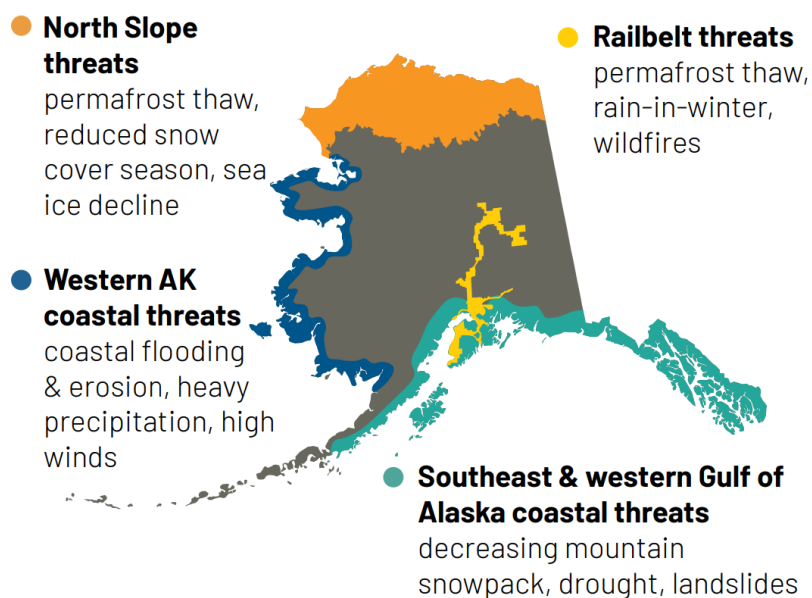 North Slope
threats
permafrost thaw,
reduced snow
cover season, sea
ice decline
Railbelt threats
permafrost thaw,
rain-in-winter,
wildfires
Western AK
coastal threats
coastal flooding
& erosion, heavy
precipitation, high
winds
Southeast & western Gulf of
Alaska coastal threats
decreasing mountain
snowpack, drought, landslides